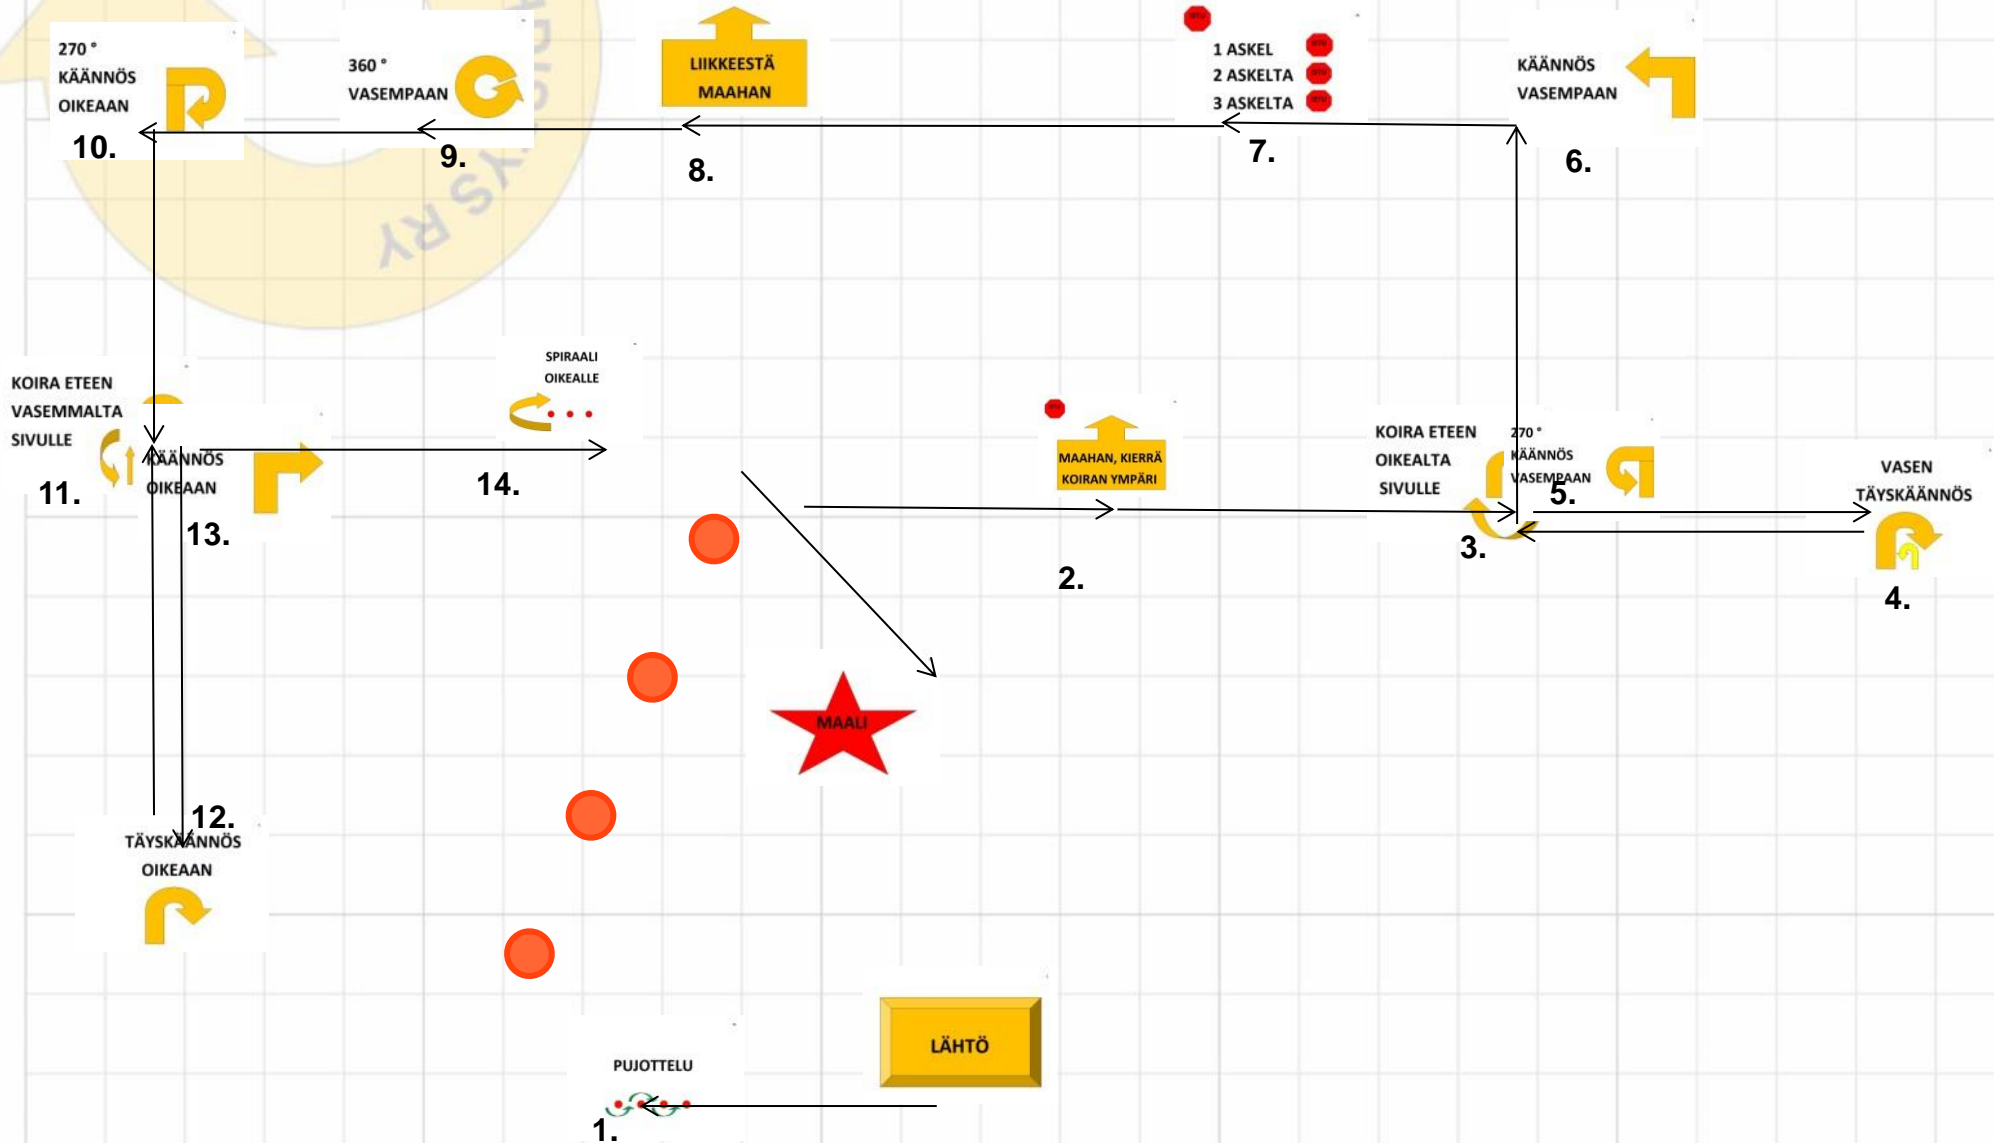 270 °
KÄÄNNÖS
OIKEAAN
10.
360 °
VASEMPAAN
9.
LIIKKEESTÄ
MAAHAN
8.
1 ASKEL
2 ASKELTA
3 ASKELTA
7.
KÄÄNNÖS
VASEMPAAN
6.
YS RY
KOIRA ETEEN
VASEMMALTA
SIVULLE
11.
KÄÄNNÖS
OIKEAAN
13.
SPIRAALI
OIKEALLE
14.
MAAHAN, KIERRÄ
KOIRAN YMPÄRI
2.
KOIRA ETEEN
OIKEALTA
SIVULLE
3.
270 °
KÄÄNNÖS
VASEMPAAN
5.
VASEN
TÄYSKÄÄNNÖS
4.
MAALI
12.
TÄYSKÄÄNNÖS
OIKEAAN
LÄHTÖ
PUJOTTELU
1.